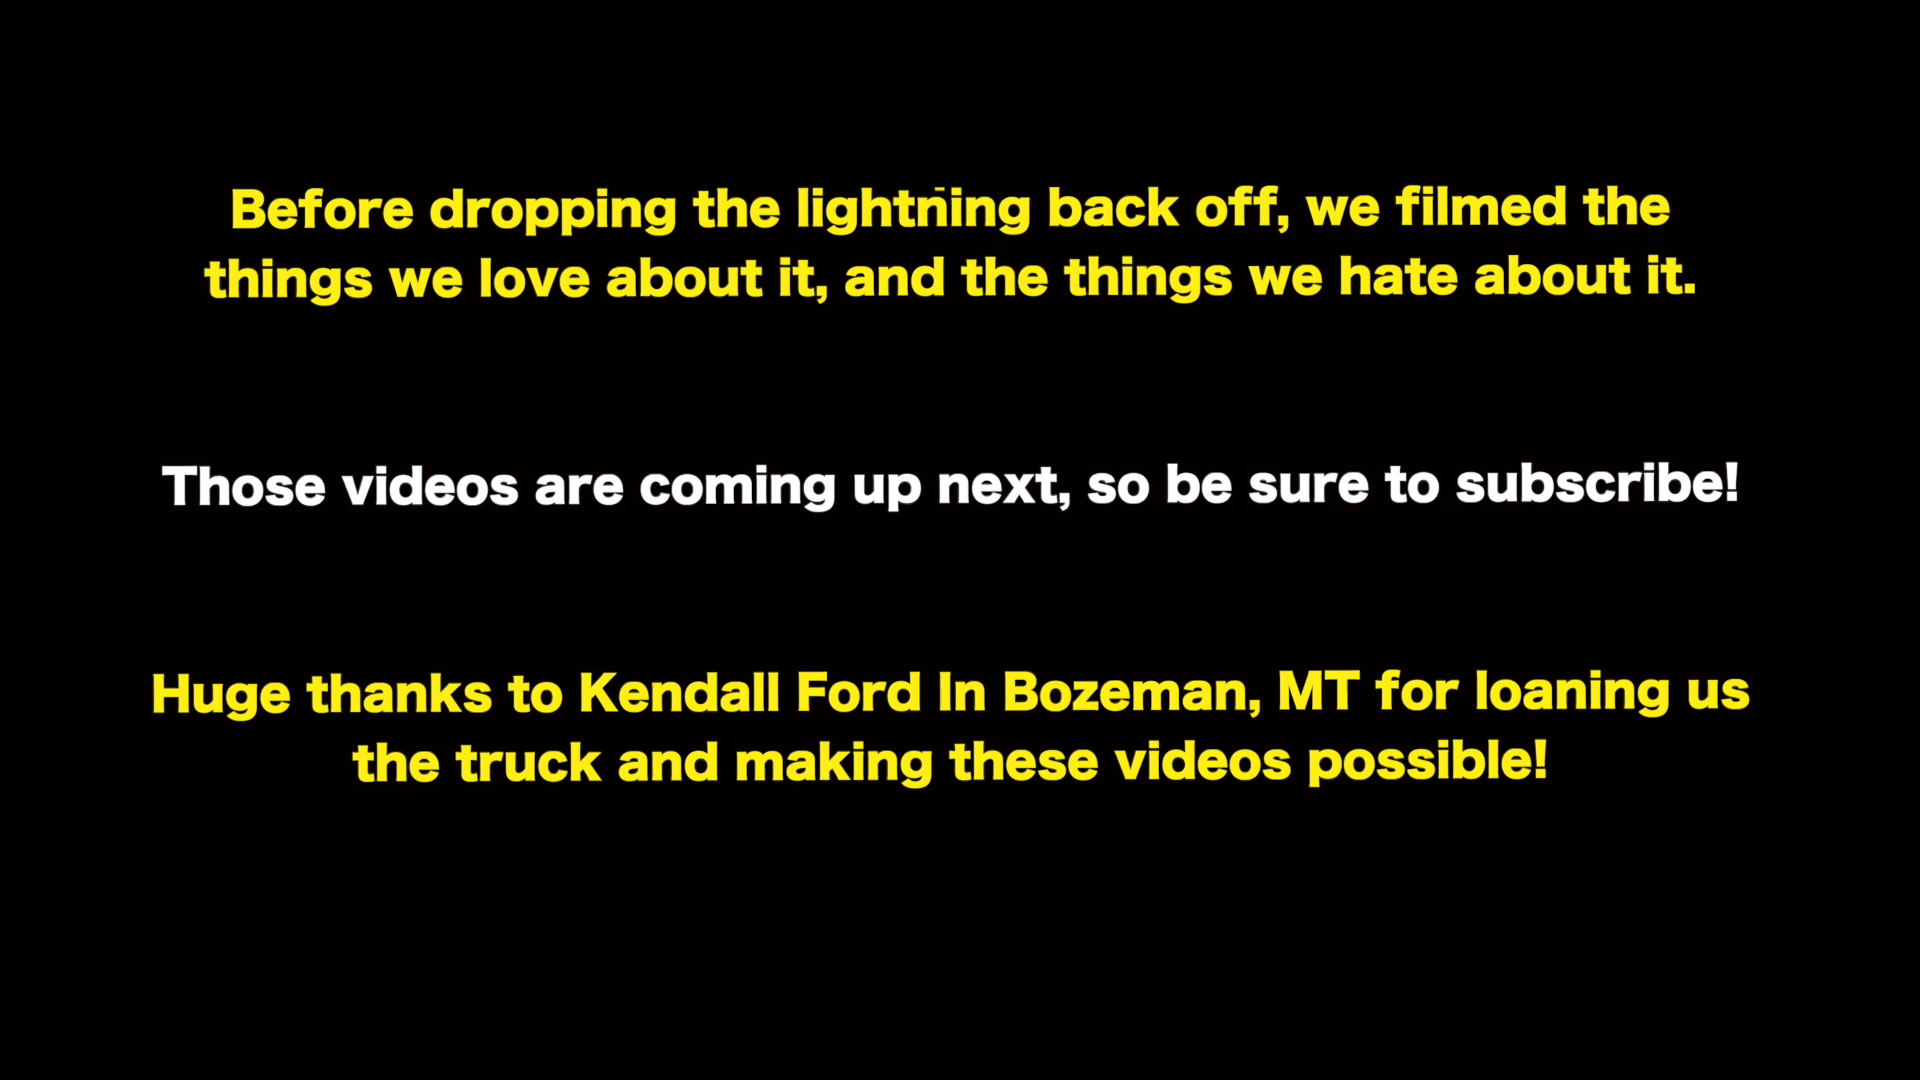 Before dropping the lightning back off, we filmed the
things we love about it, and the things we hate about it.
Those videos are coming up next, so be sure to subscribe!
Huge thanks to Kendall Ford In Bozeman, MT for loaning us
the truck and making these videos possible!